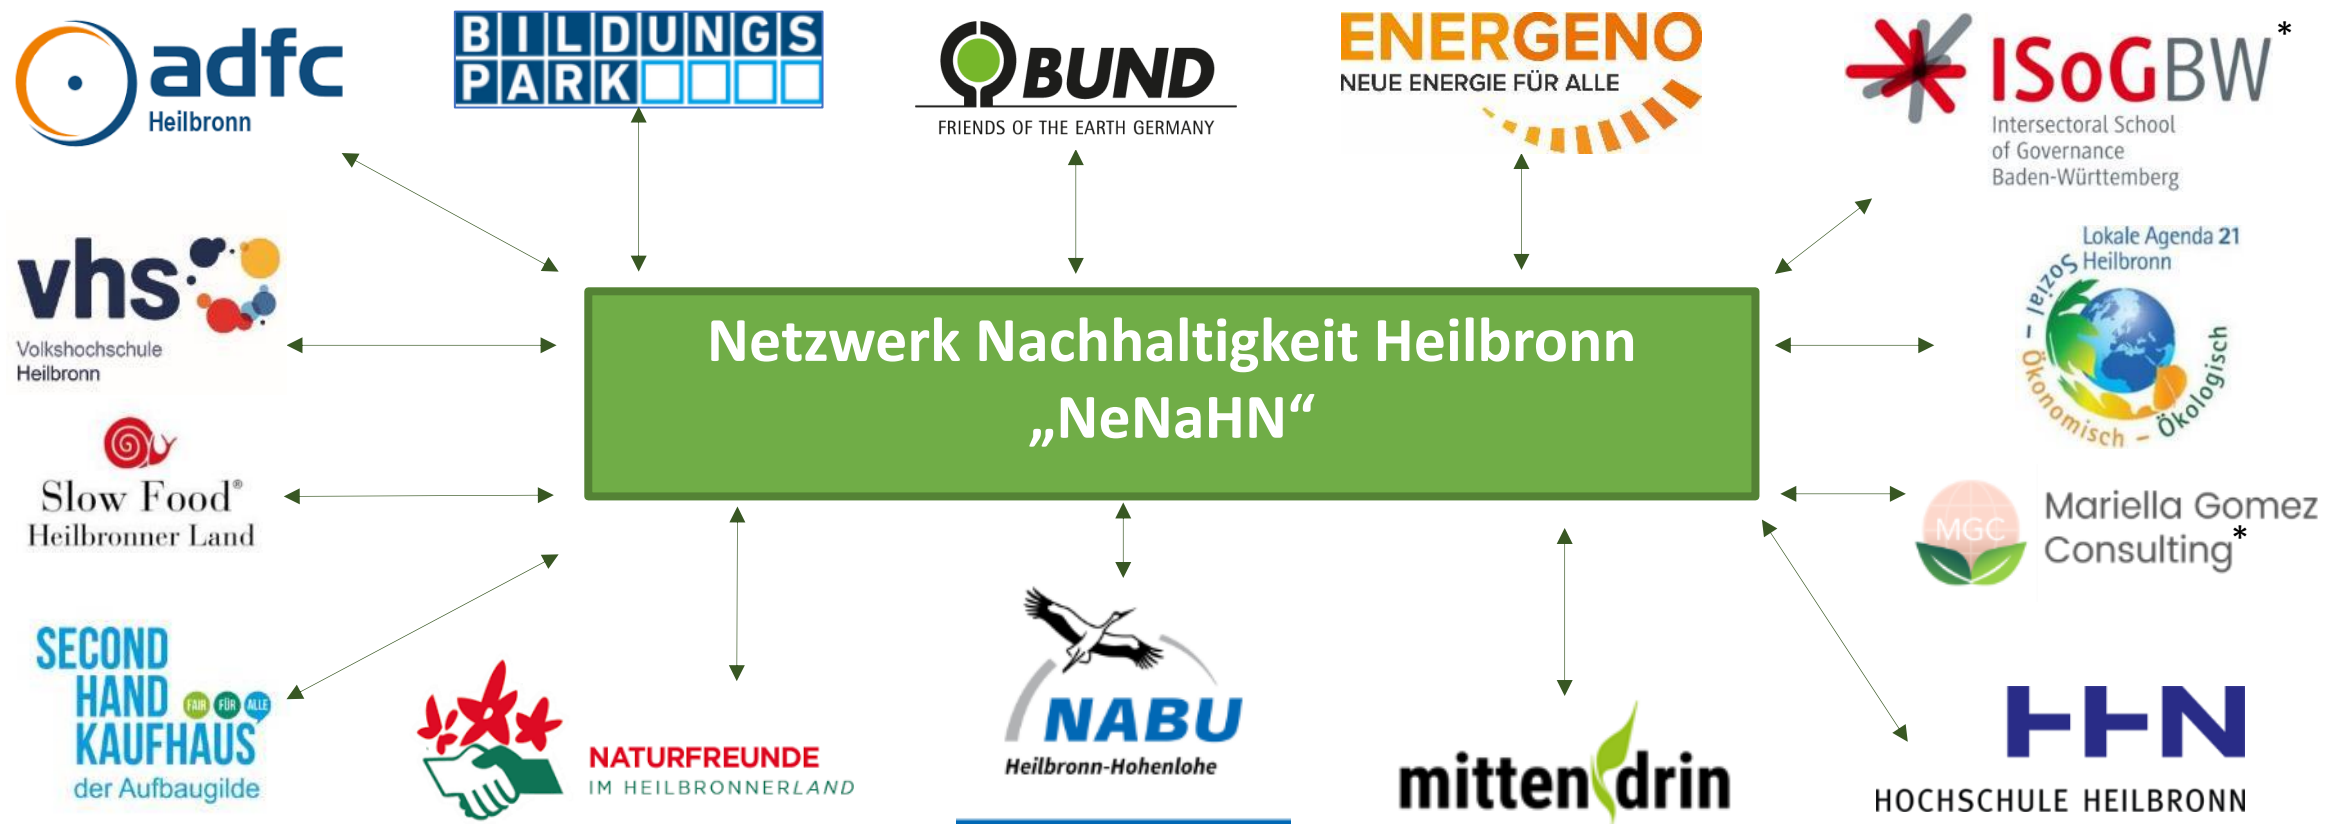 adfc
Heilbronn
BILDUNGS
PARK
BUND
FRIENDS OF THE EARTH GERMANY
ENERGENO
NEUE ENERGIE FÜR ALLE
ISoGBW*
Intersectoral School
of Governance
Baden-Württemberg
vhs
Volkshochschule
Heilbronn
Netzwerk Nachhaltigkeit Heilbronn
„NeNaHN“
Lokale Agenda 21
Heilbronn
Ökonomisch – Ökologisch – Sozial
Slow Food®
Heilbronner Land
MGC
Mariella Gomez
Consulting*
SECOND
HAND
FAIR FÜR ALLE
KAUFHAUS
der Aufbaugilde
NATURFREUNDE
IM HEILBRONNERLAND
NABU
Heilbronn-Hohenlohe
mittendrin
HHN
HOCHSCHULE HEILBRONN